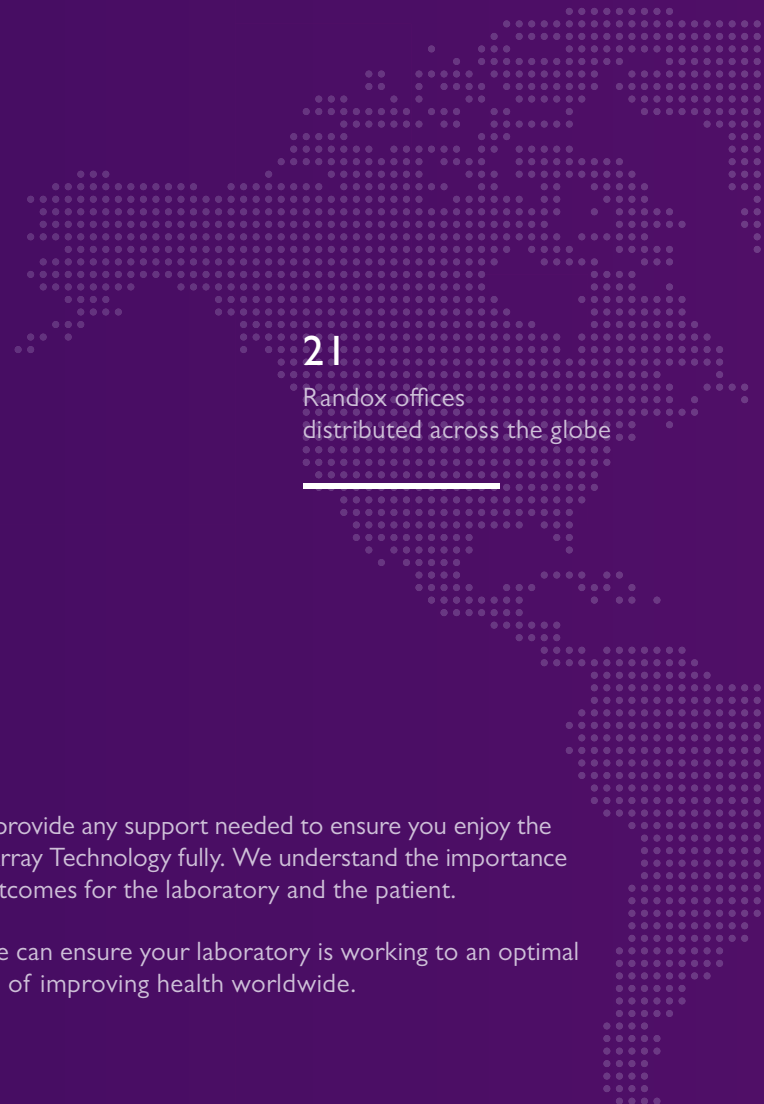 21
Randox offices
distributed across the globe
provide any support needed to ensure you enjoy the
rray Technology fully. We understand the importance
tcomes for the laboratory and the patient.
e can ensure your laboratory is working to an optimal
of improving health worldwide.